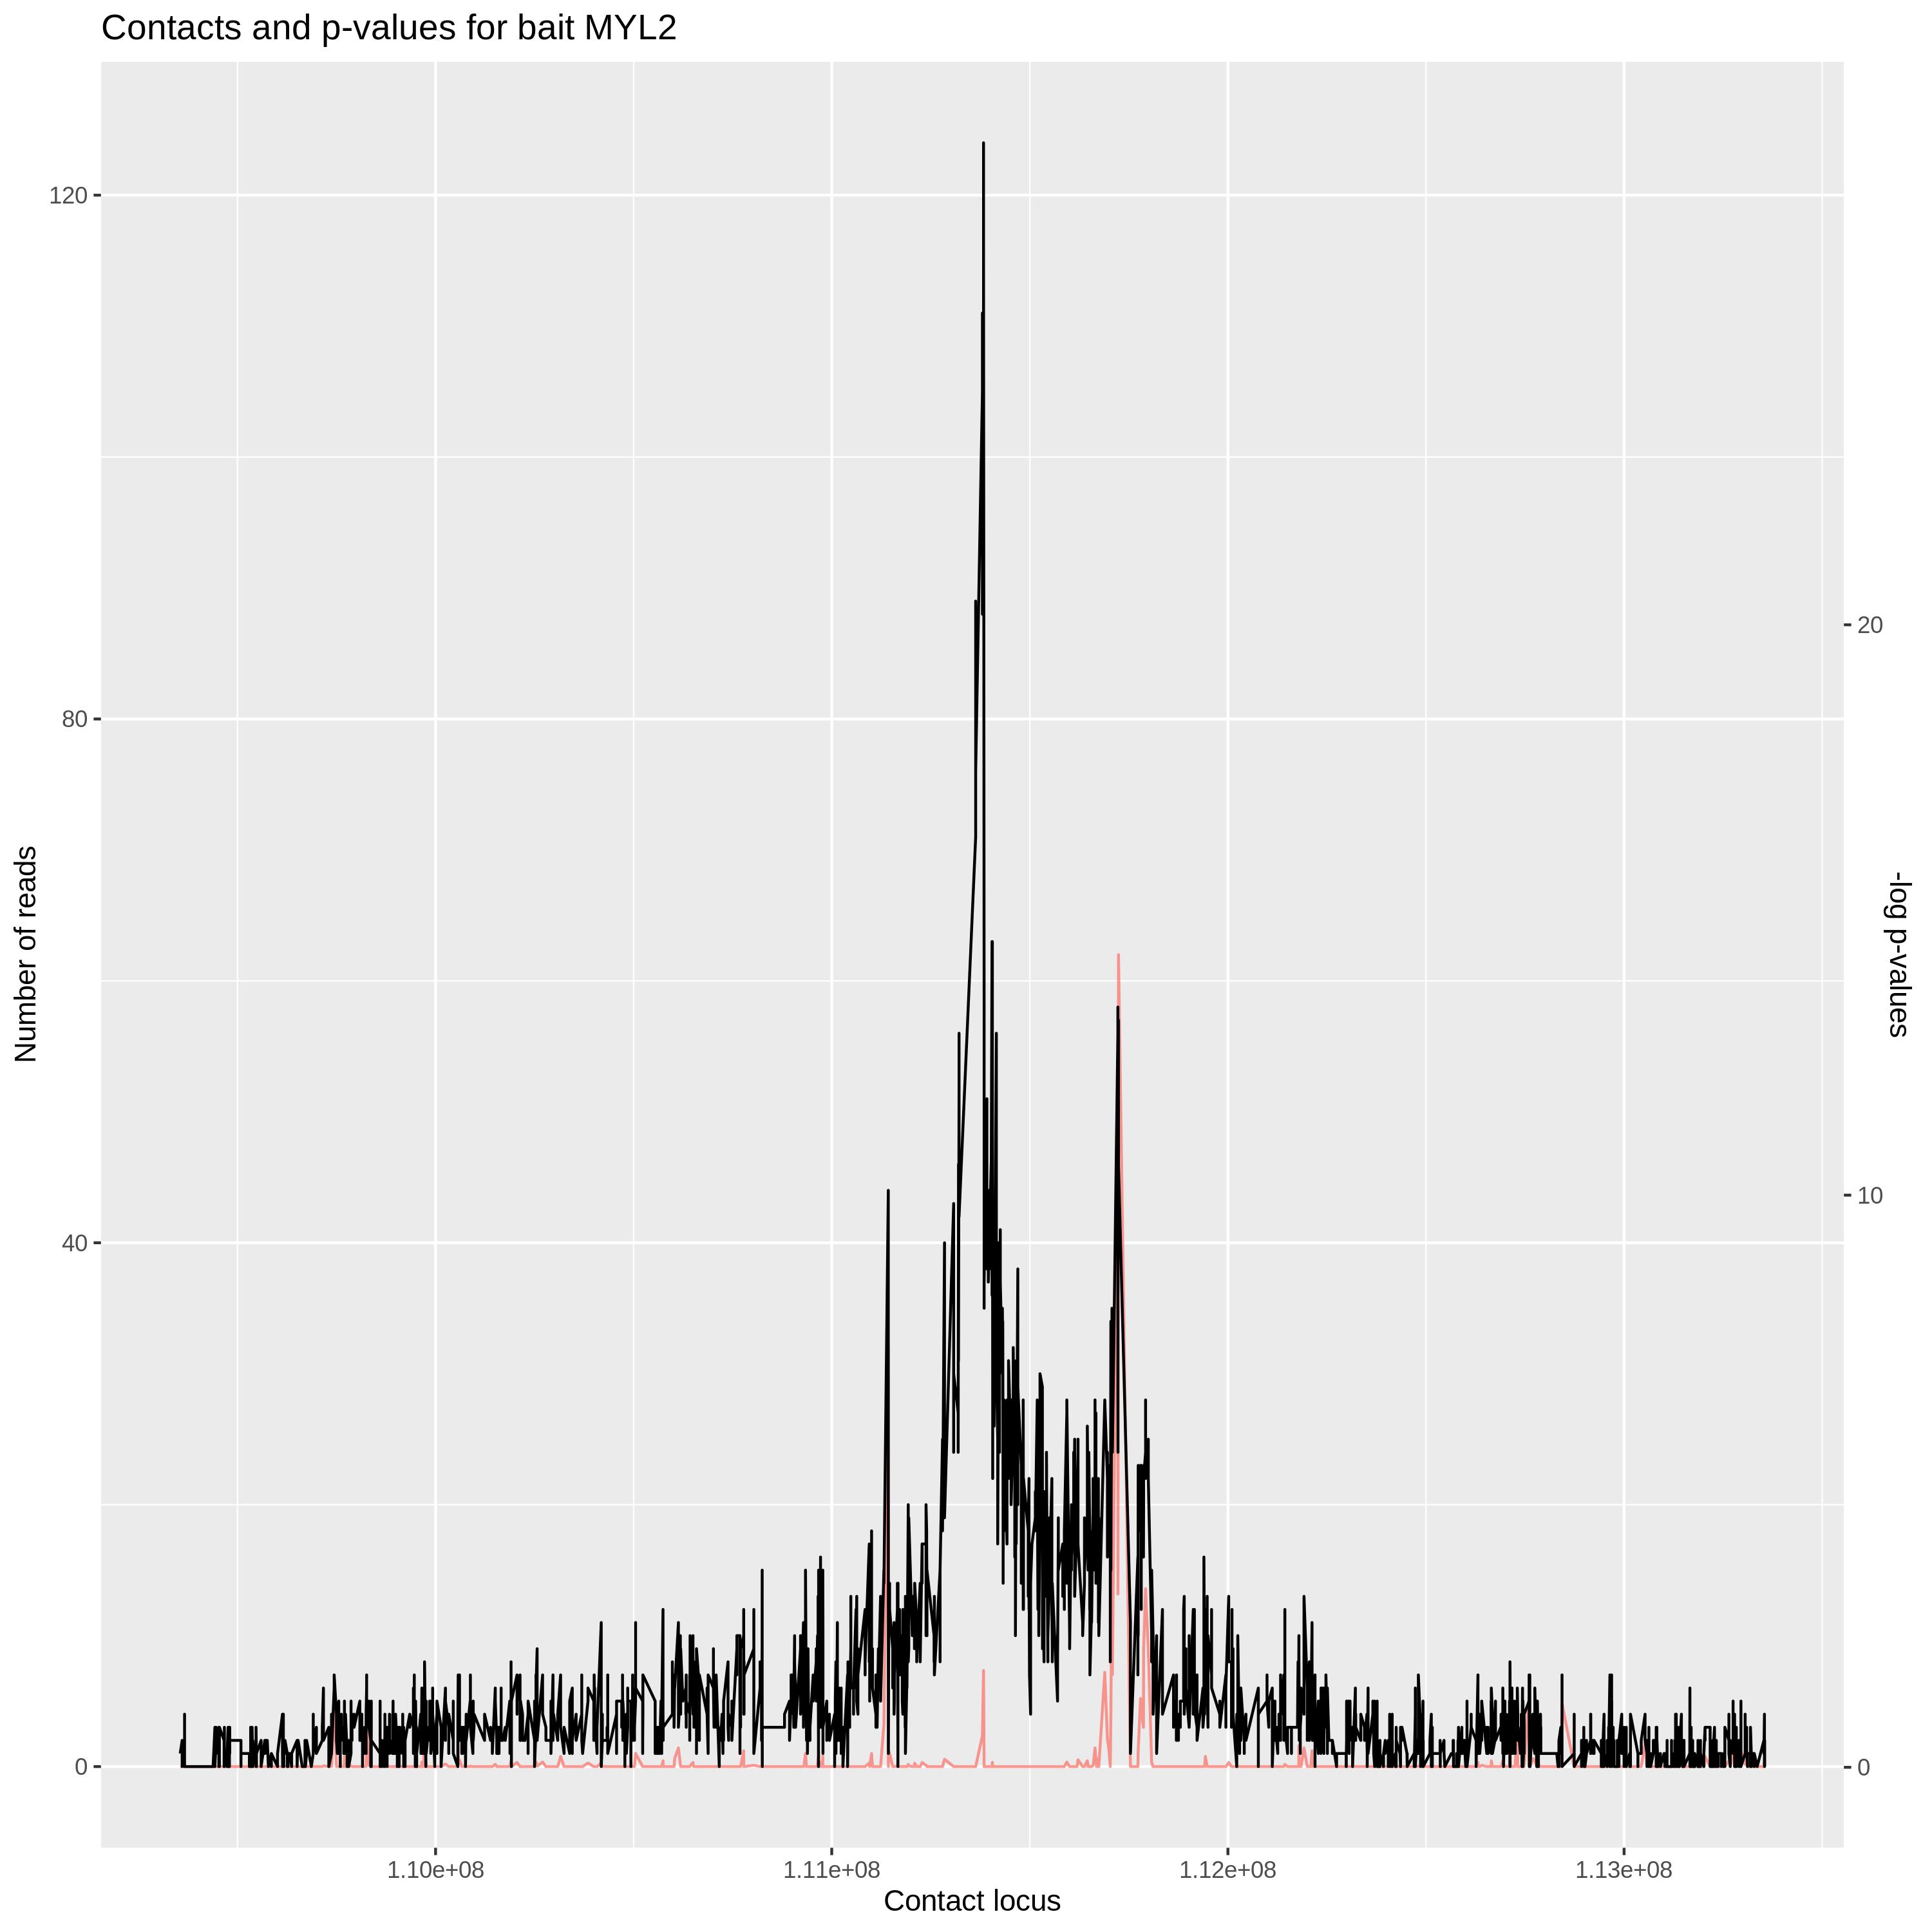 Contacts and p-values for bait MYL2
120
80
40
0
Number of reads
20
10
0
-log p-values
1.10e+08
1.11e+08
1.12e+08
1.13e+08
Contact locus